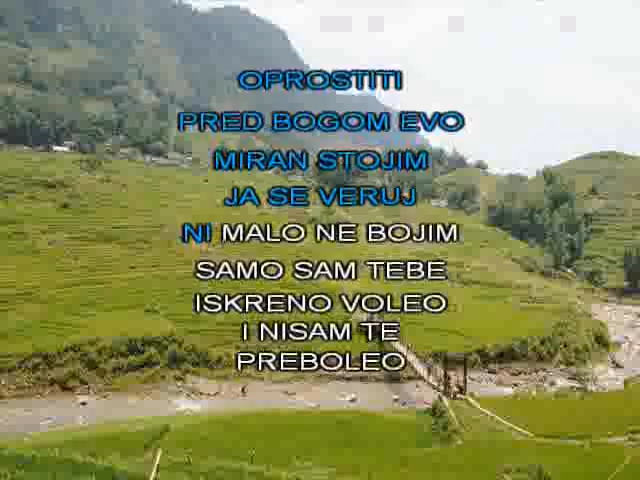 OPROSTITI
PRED BOGOM EVO
MIRAN STOJIM
JA SE VERUJ
NI MALO NE BOJIM
SAMO SAM TEBE
ISKRENO VOLEO
I NISAM TE
PREBOLEO